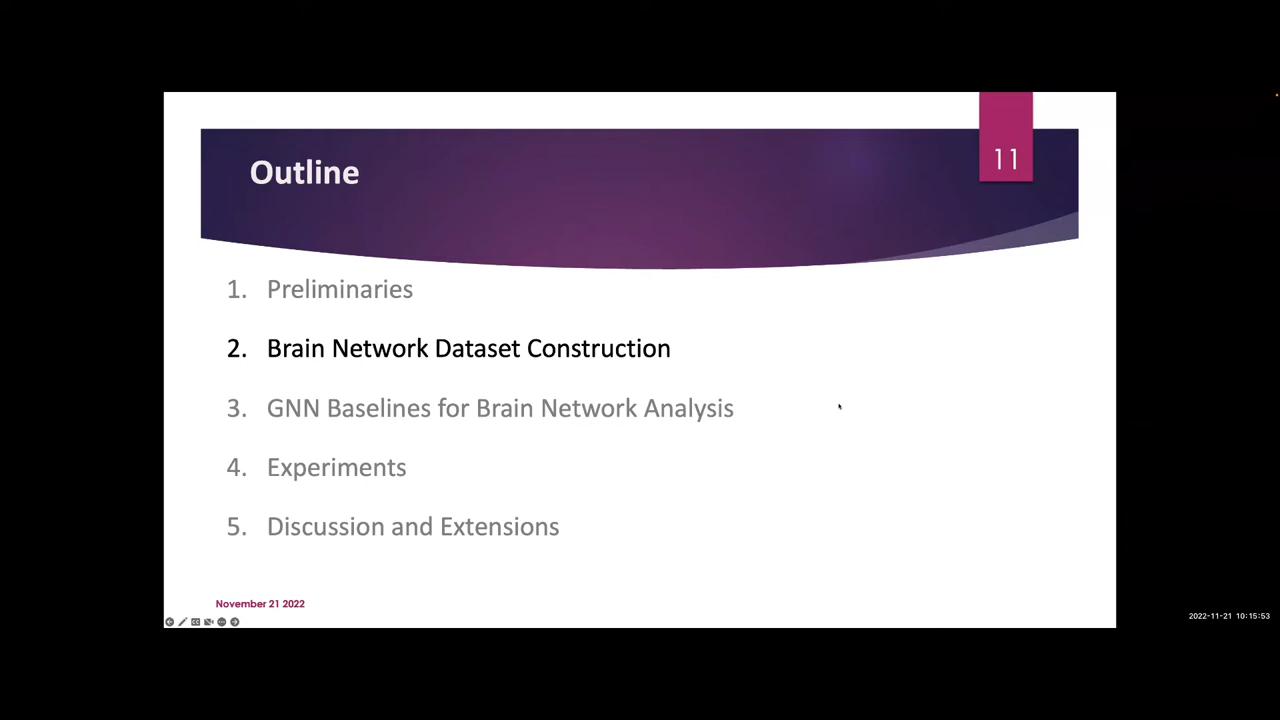 11
Outline
1. Preliminaries
2. Brain Network Dataset Construction
3. GNN Baselines for Brain Network Analysis
4. Experiments
5. Discussion and Extensions
November 21 2022
2022-11-21 10:15:53